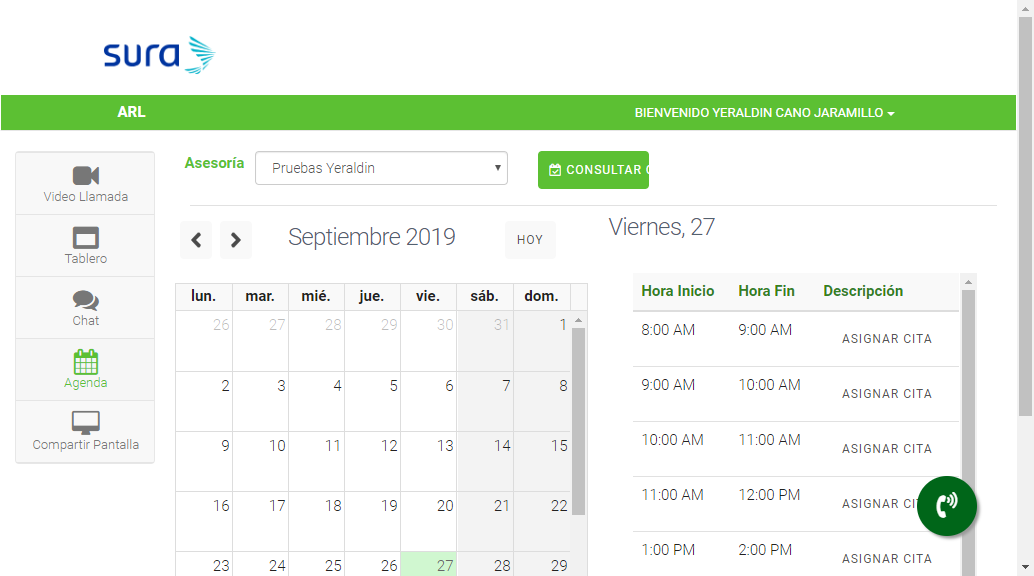 sura
ARL
BIENVENIDO YERALDIN CANO JARAMILLO
Video Llamada
Tablero
Chat
Agenda
Compartir Pantalla
Asesoría
Pruebas Yeraldin
CONSULTAR
Septiembre 2019
HOY
lun. mar. mié. jue. vie. sáb. dom.
26 27 28 29 30 31 1
2 3 4 5 6 7 8
9 10 11 12 13 14 15
16 17 18 19 20 21 22
23 24 25 26 27 28 29
Viernes, 27
Hora Inicio Hora Fin Descripción
8:00 AM 9:00 AM ASIGNAR CITA
9:00 AM 10:00 AM ASIGNAR CITA
10:00 AM 11:00 AM ASIGNAR CITA
11:00 AM 12:00 PM ASIGNAR
1:00 PM 2:00 PM ASIGNAR CITA